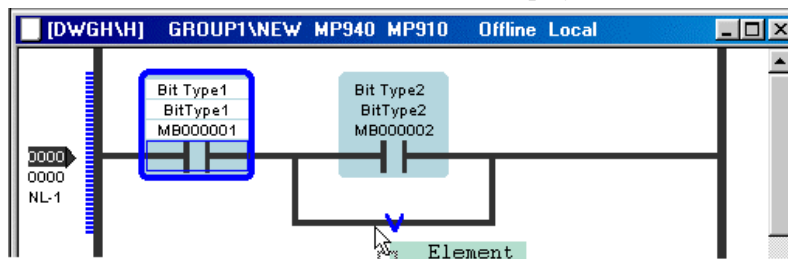 [DWGH\H] GROUP1\NEW MP940 MP910 Offline Local
Bit Type1
BitType1
MB000001
Bit Type2
BitType2
MB000002
0000
0000
NL-1
Element